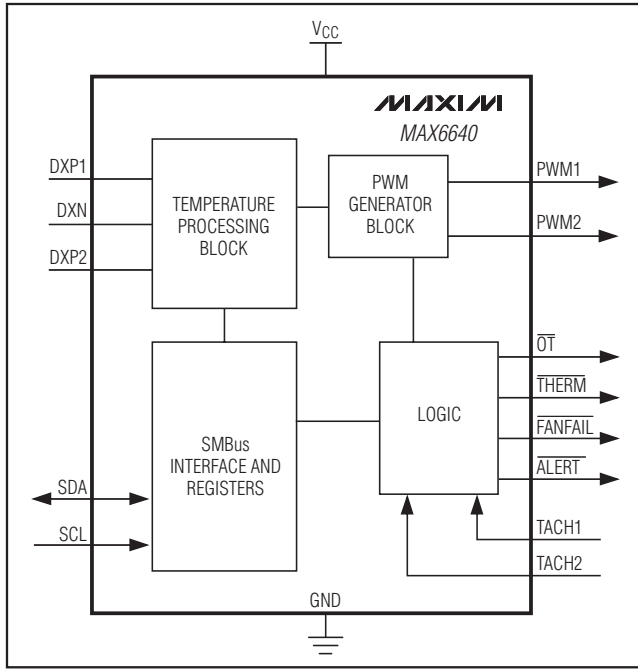 VCC
MAXIM
MAX6640
DXP1
DXN
DXP2
TEMPERATURE
PROCESSING
BLOCK
PWM
GENERATOR
BLOCK
PWM1
PWM2
SMBus
INTERFACE AND
REGISTERS
LOGIC
OT
THERM
FANFAIL
ALERT
SDA
SCL
TACH1
TACH2
GND